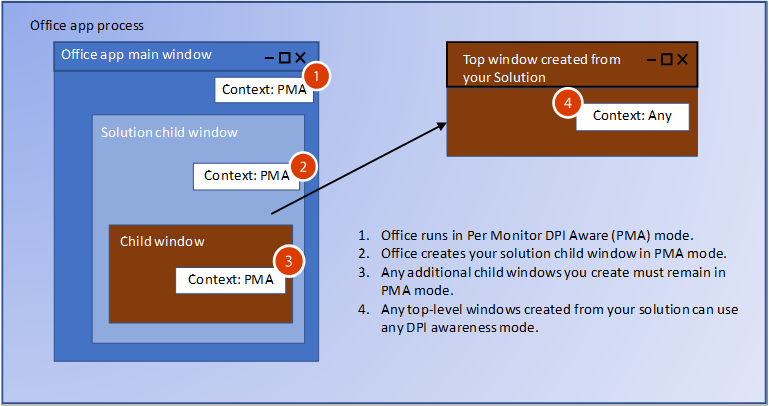 Office app process
Office app main window
1
Context: PMA
Solution child window
2
Context: PMA
Child window
3
Context: PMA
Top window created from
your Solution
4
Context: Any
1. Office runs in Per Monitor DPI Aware (PMA) mode.
2. Office creates your solution child window in PMA mode.
3. Any additional child windows you create must remain in
PMA mode.
4. Any top-level windows created from your solution can use
any DPI awareness mode.